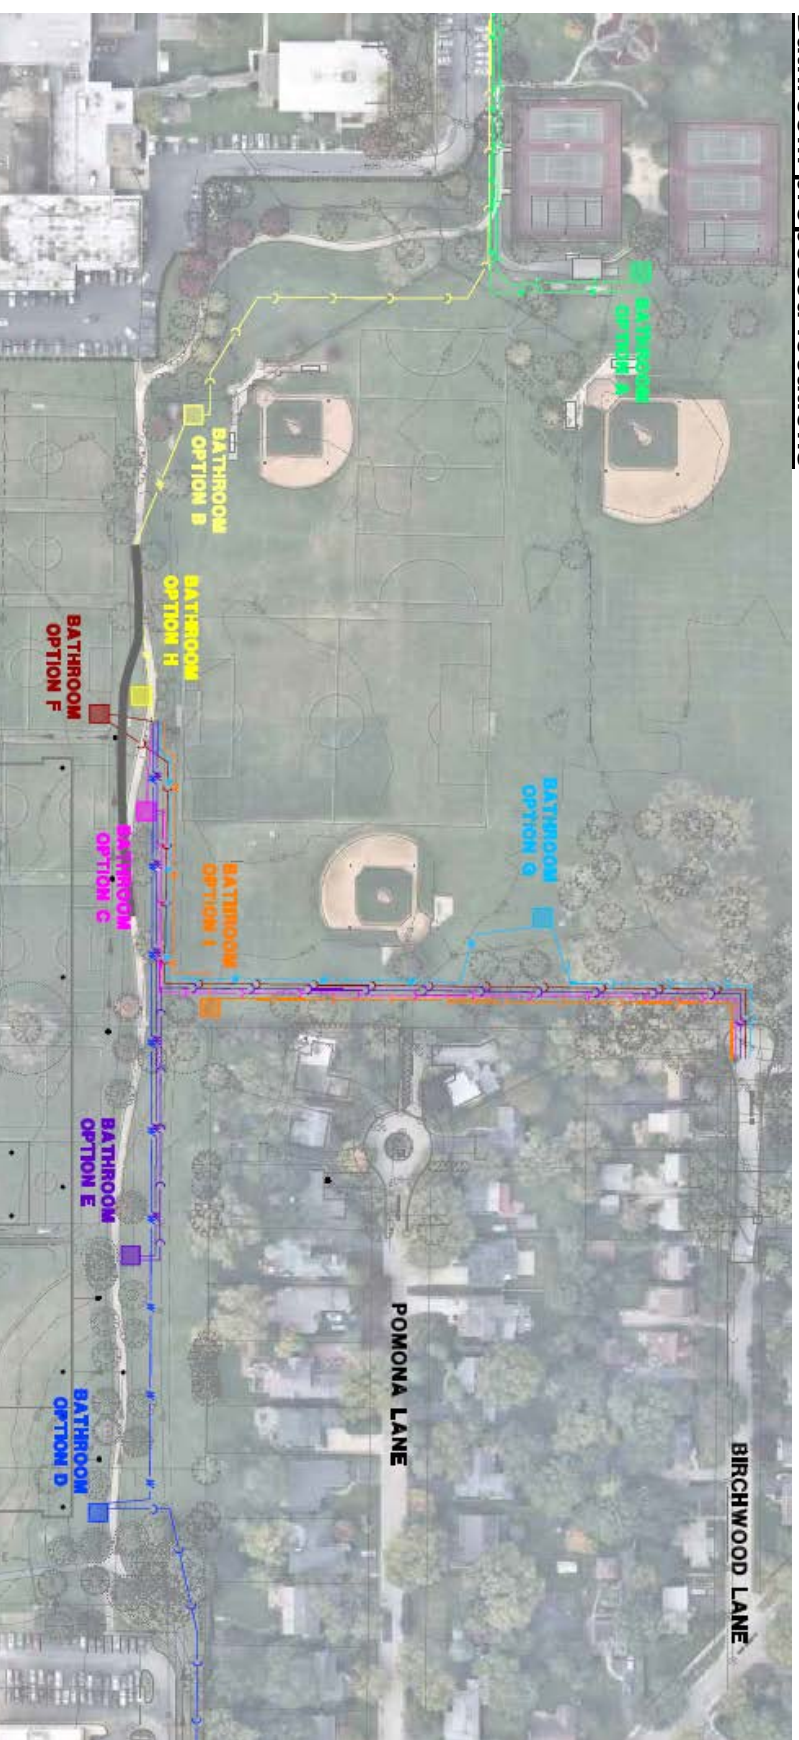 BATHROOM
OPTION A
BATHROOM
OPTION B
BATHROOM
OPTION H
BATHROOM
OPTION F
BATHROOM
OPTION G
BATHROOM
OPTION C
BATHROOM
OPTION I
BATHROOM
OPTION E
POMONA LANE
BATHROOM
OPTION D
BIRCHWOOD LANE